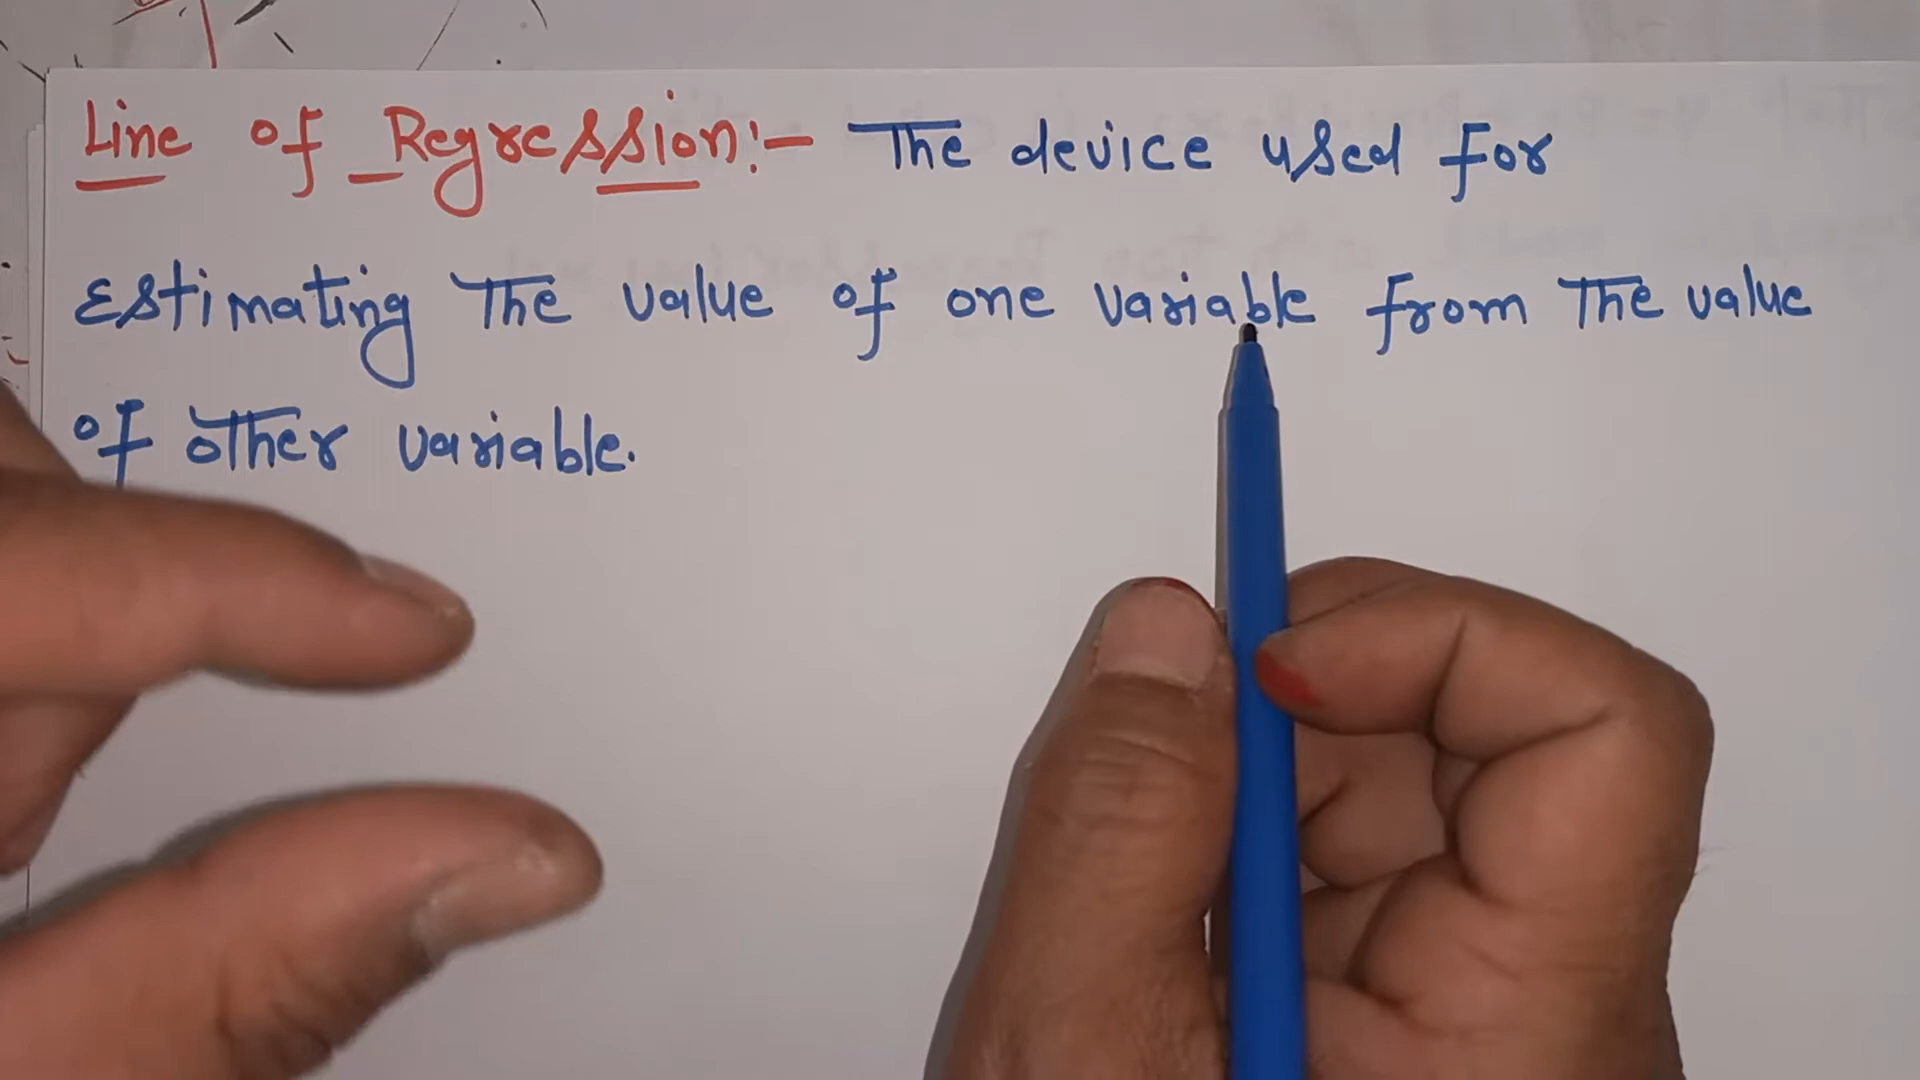 Line of Regression:- The device used for
Estimating The value of one variable from The value
of other variable.